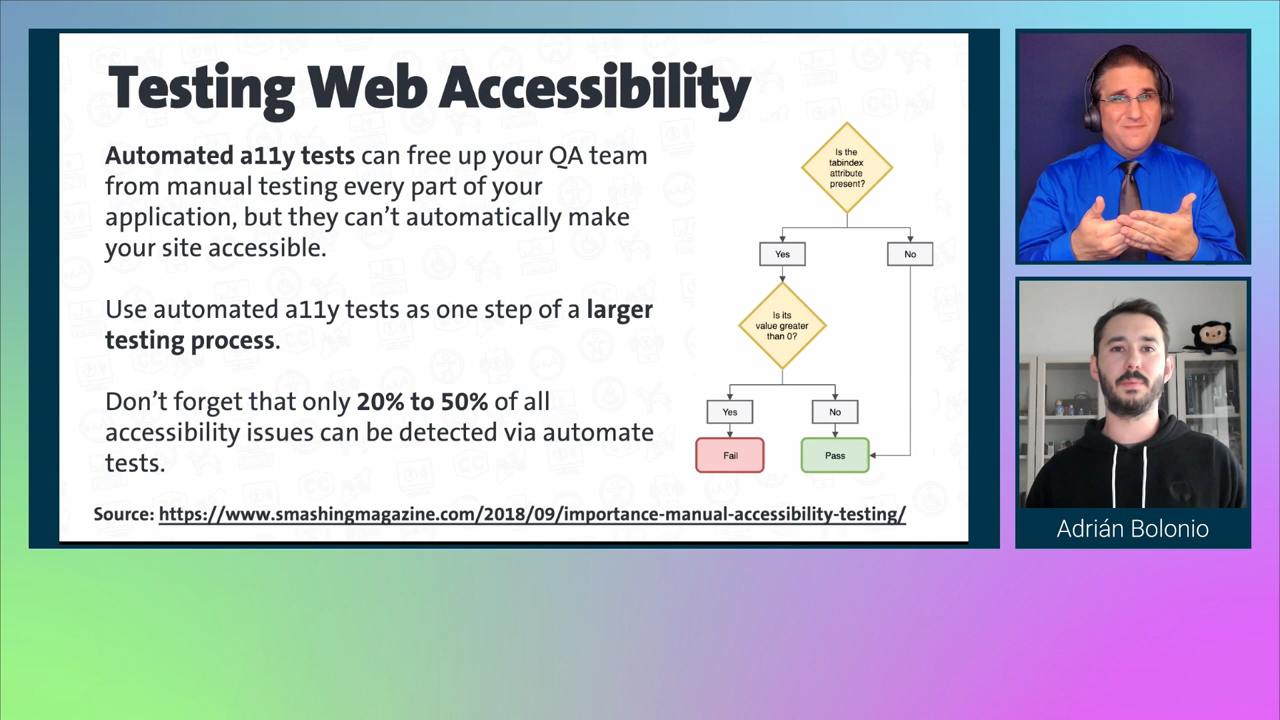 Testing Web Accessibility
Automated a11y tests can free up your QA team
from manual testing every part of your
application, but they can’t automatically make
your site accessible.
Use automated a11y tests as one step of a larger
testing process.
Don’t forget that only 20% to 50% of all
accessibility issues can be detected via automate
tests.
Source: https://www.smashingmagazine.com/2018/09/importance-manual-accessibility-testing/
Is the
tabindex
attribute
present?
Yes
No
Is its
value greater
than 0?
Yes
No
Fail
Pass
Adrián Bolonio